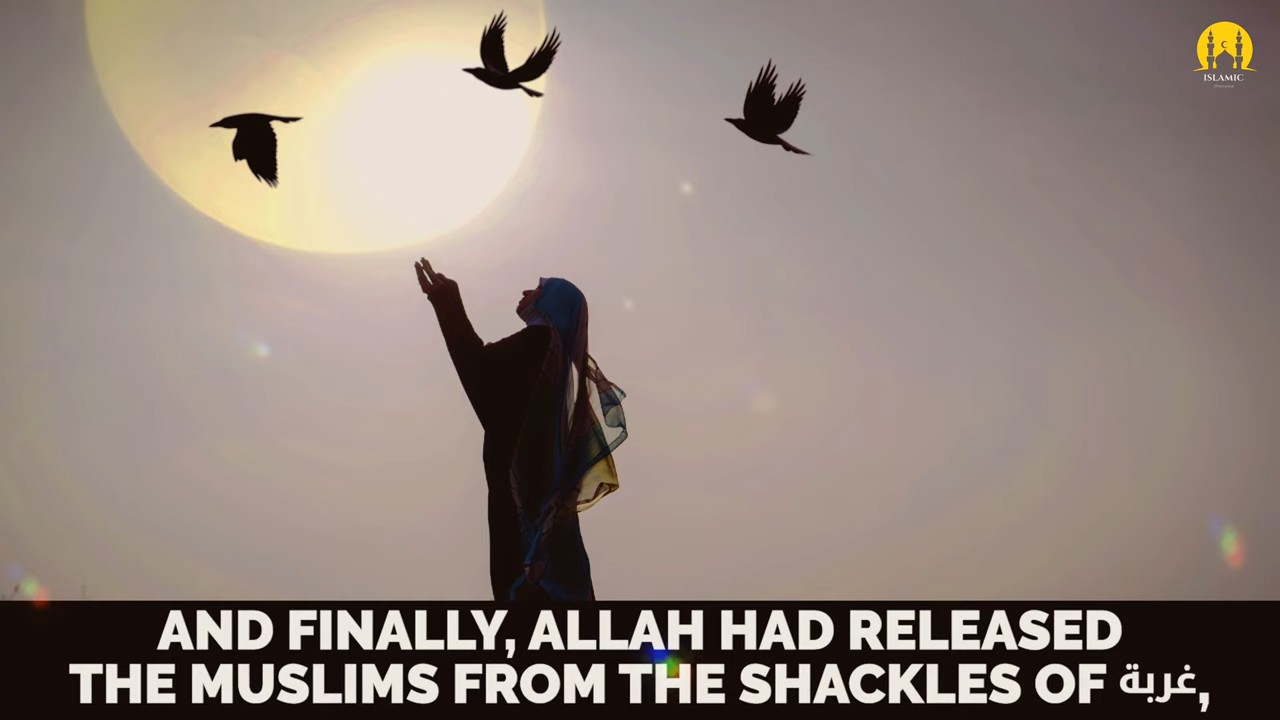 ISLAMIC
AND FINALLY, ALLAH HAD RELEASED
THE MUSLIMS FROM THE SHACKLES OF غربة,